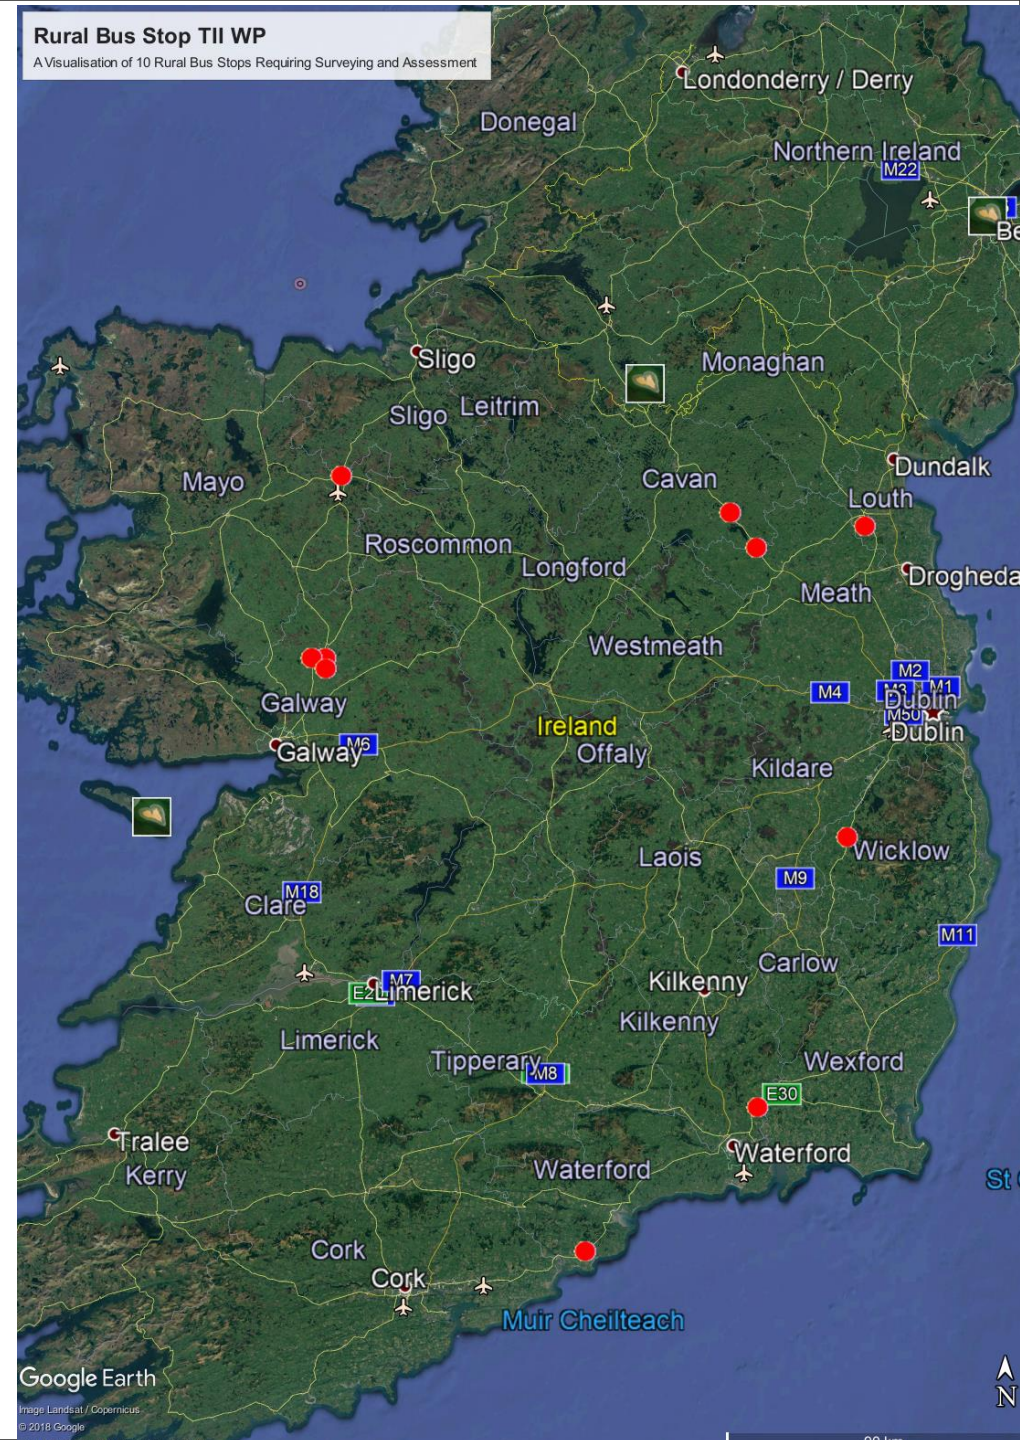 Rural Bus Stop TII WP
A Visualisation of 10 Rural Bus Stops Requiring Surveying and Assessment
Londonderry / Derry
Donegal
Northern Ireland
M22
Be
Sligo
Monaghan
Sligo
Leitrim
Dundalk
Mayo
Cavan
Louth
Roscommon
Longford
Drogheda
Meath
Westmeath
M2
M4
M3
M1
Galway
Dublin
M50
Ireland
Dublin
Galway
M6
Offaly
Kildare
Laois
Wicklow
M9
M18
Clare
M11
Carlow
Kilkenny
M7
Limerick
Kilkenny
Limerick
Tipperary
M8
Wexford
E30
Tralee
Waterford
Kerry
Waterford
St
Cork
Cork
Muir Cheilteach
Google Earth
Image Landsat / Copernicus
© 2018 Google
N